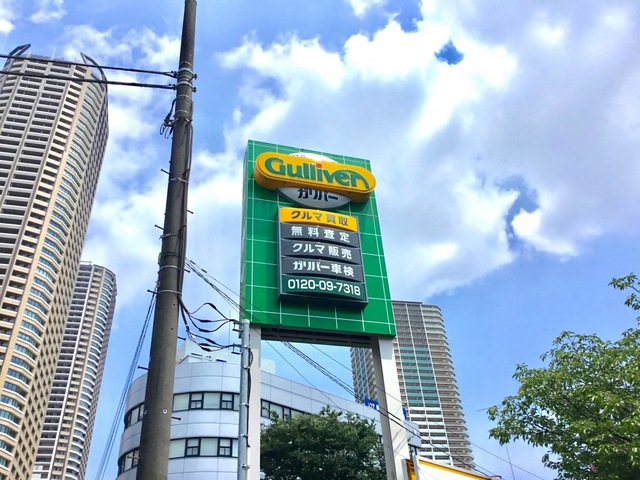 Gulliver
ガリバー
クルマ買取
無料査定
クルマ販売
ガリバー車検
0120-09-7318